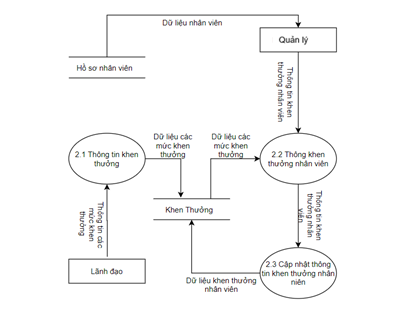 Dữ liệu nhân viên
Quản lý
Hồ sơ nhân viên
Thông tin khen
thưởng nhân viên
Dữ liệu các
mức khen
thưởng
Dữ liệu các
mức khen
thưởng
2.1 Thông tin khen
thưởng
2.2 Thông khen
thưởng nhân viên
Khen Thưởng
Thông tin các
mức khen
thưởng
Thông tin khen
thưởng nhân
viên
Lãnh đạo
2.3 Cập nhât thông
tin khen thưởng nhân
niên
Dữ liệu khen thưởng
nhân viên